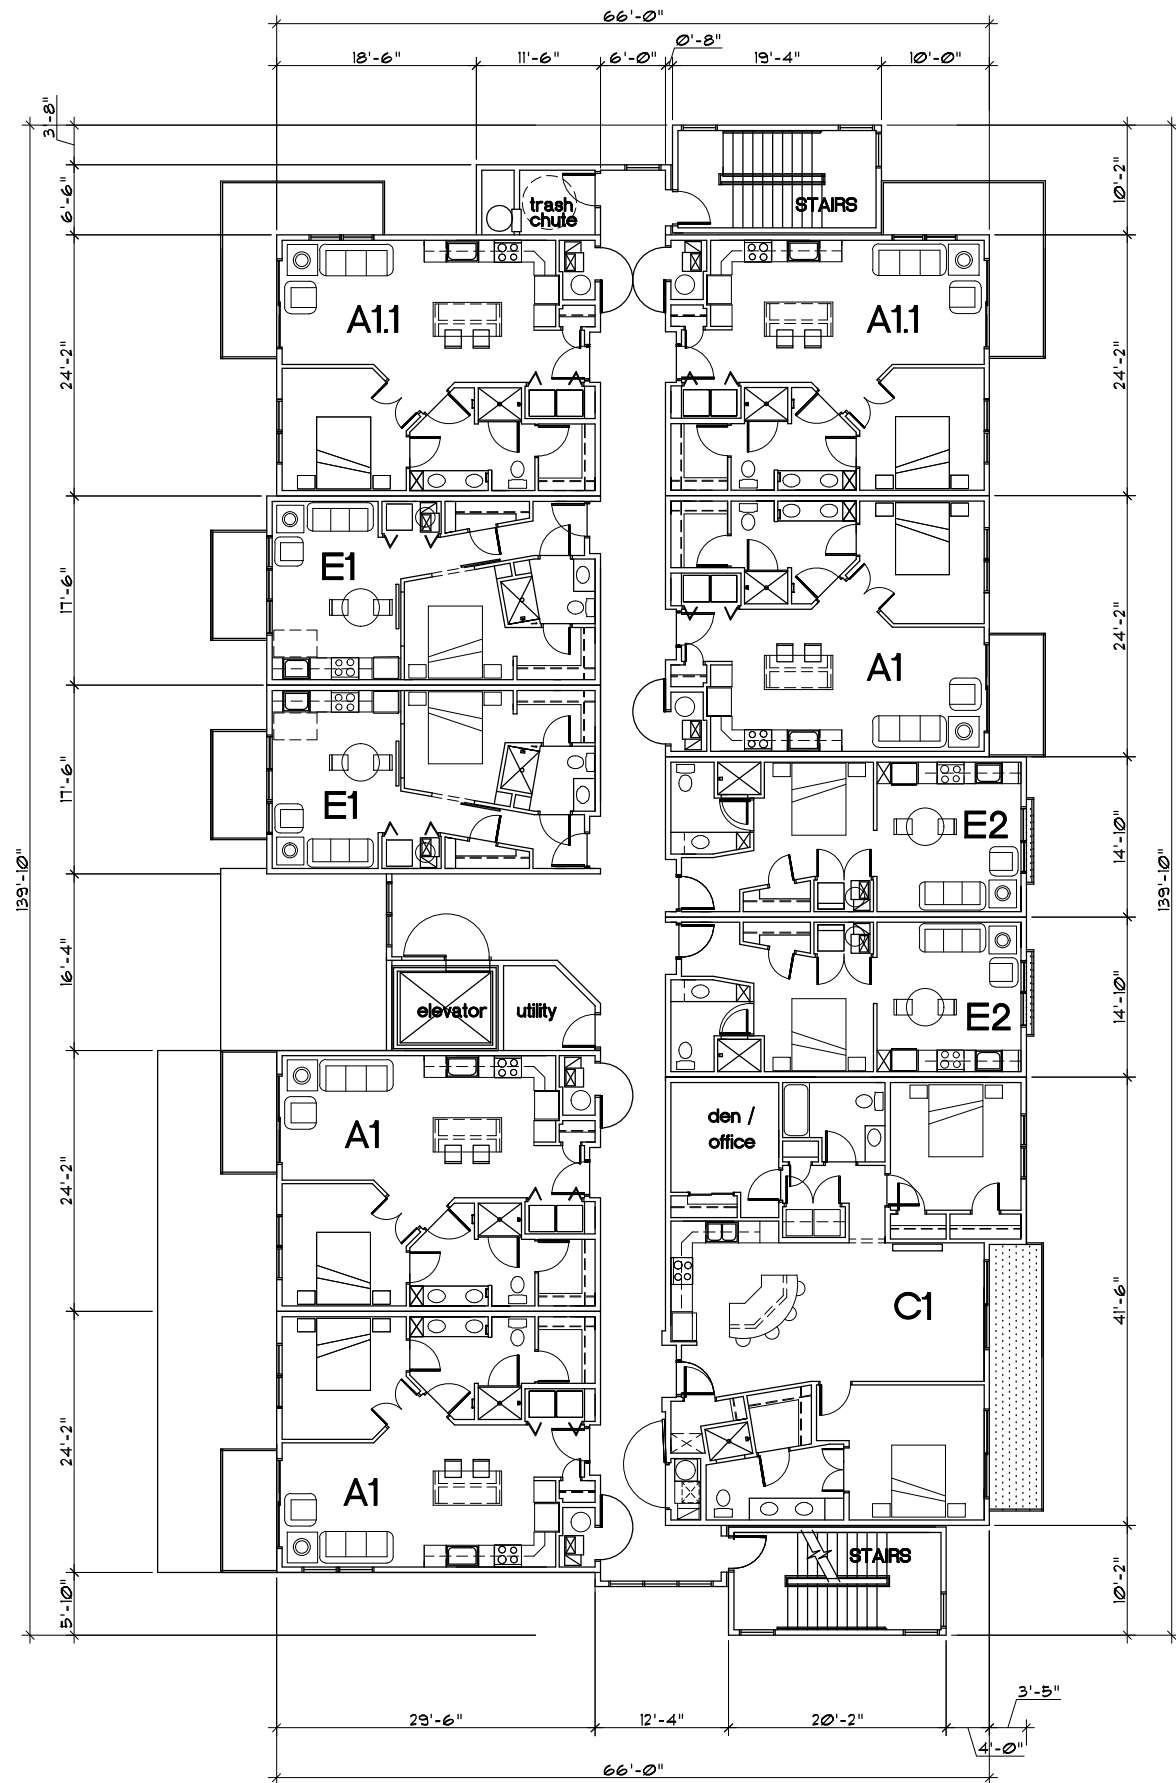 66'-0"
0'-8"
18'-6"
11'-6"
6'-0"
19'-4"
10'-0"
3'-8"
6'-6"
10'-2"
trash
chute
STAIRS
A1.1
A1.1
24'-2"
24'-2"
E1
17'-6"
24'-2"
A1
17'-6"
E1
E2
14'-10"
139'-10"
139'-10"
16'-4"
elevator
utility
E2
14'-10"
den /
office
A1
24'-2"
C1
41'-6"
24'-2"
A1
STAIRS
5'-10"
10'-2"
3'-5"
29'-6"
12'-4"
20'-2"
4'-0"
66'-0"